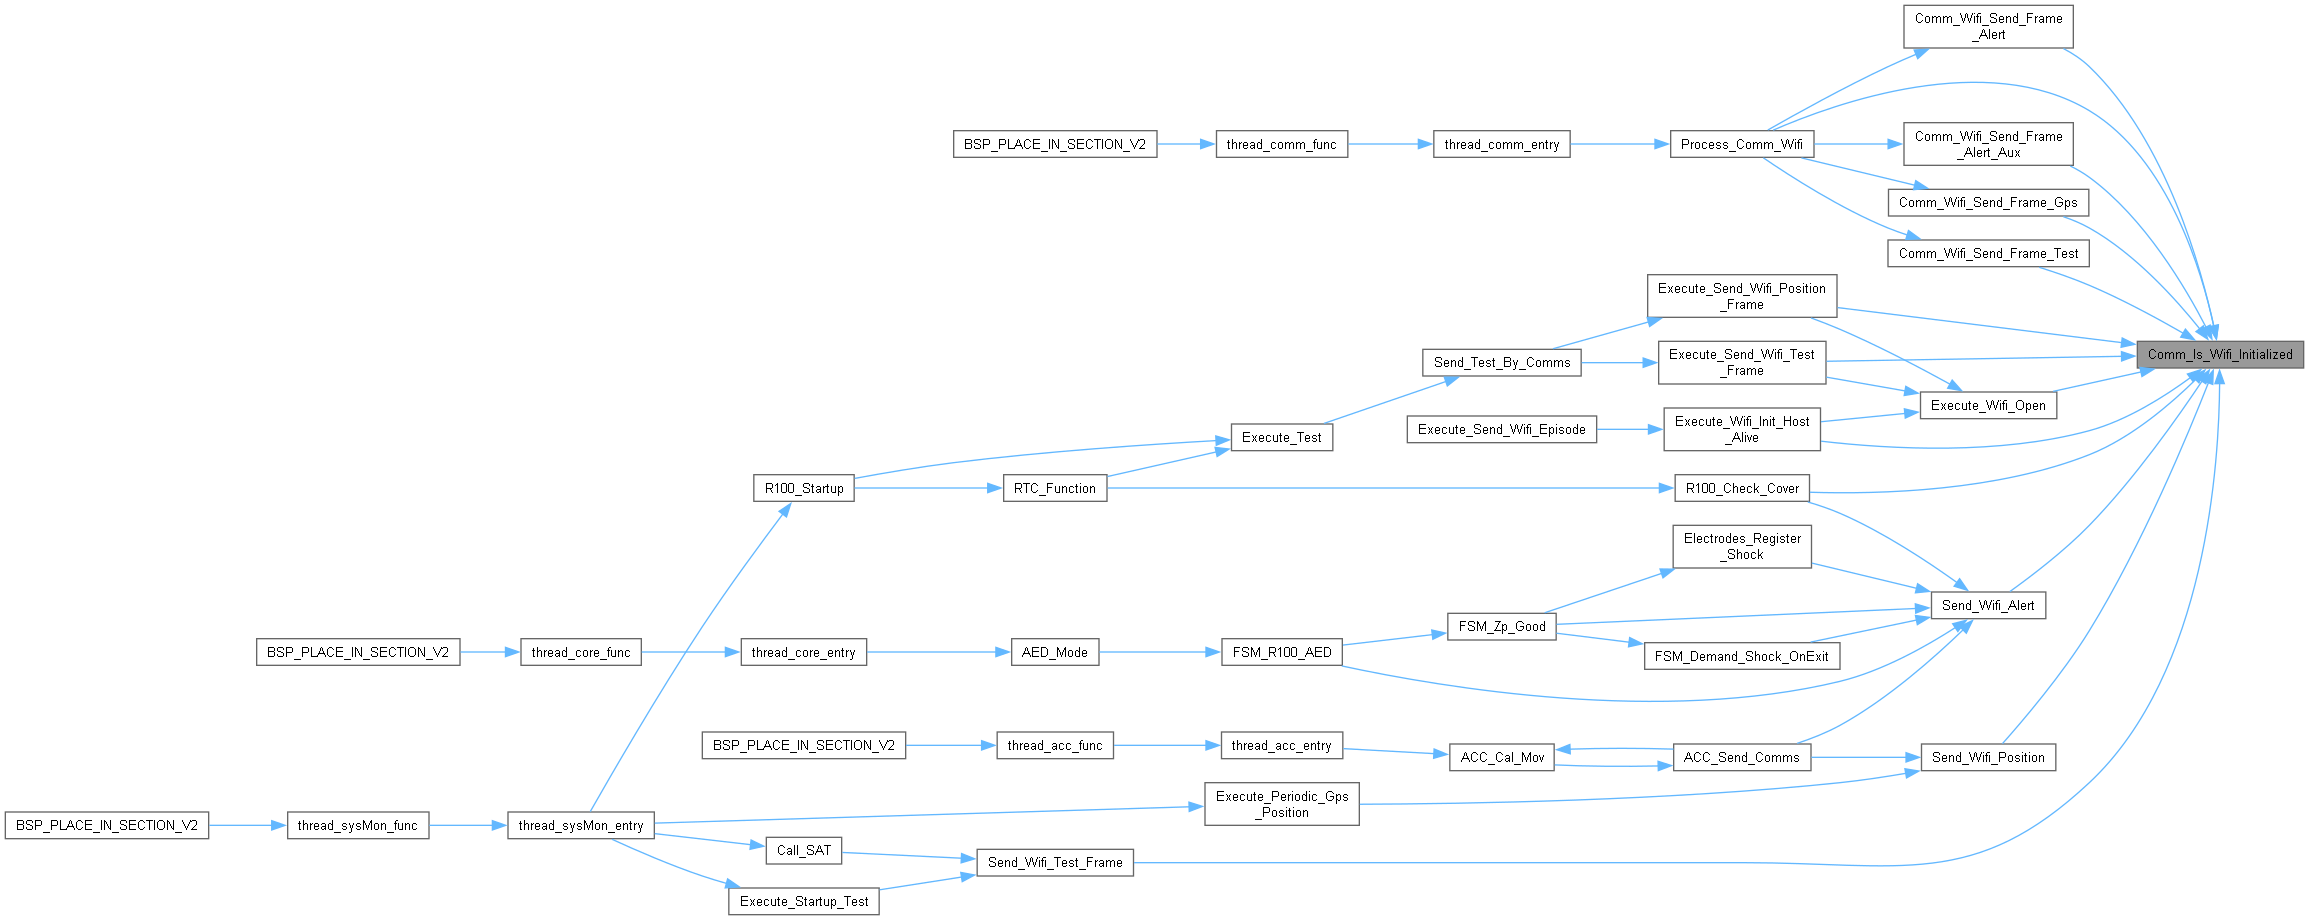 Comm_Wifi_Send_Frame
_Alert
BSP_PLACE_IN_SECTION_V2
thread_comm_func
thread_comm_entry
Process_Comm_Wifi
Comm_Wifi_Send_Frame
_Alert_Aux
Comm_Wifi_Send_Frame_Gps
Comm_Wifi_Send_Frame_Test
Execute_Send_Wifi_Position
_Frame
Send_Test_By_Comms
Execute_Send_Wifi_Test
_Frame
Comm_Is_Wifi_Initialized
Execute_Wifi_Open
Execute_Send_Wifi_Episode
Execute_Wifi_Init_Host
_Alive
Execute_Test
R100_Startup
RTC_Function
R100_Check_Cover
Electrodes_Register
_Shock
Send_Wifi_Alert
FSM_Zp_Good
BSP_PLACE_IN_SECTION_V2
thread_core_func
thread_core_entry
AED_Mode
FSM_R100_AED
FSM_Demand_Shock_OnExit
BSP_PLACE_IN_SECTION_V2
thread_acc_func
thread_acc_entry
ACC_Cal_Mov
ACC_Send_Comms
Send_Wifi_Position
Execute_Periodic_Gps
_Position
BSP_PLACE_IN_SECTION_V2
thread_sysMon_func
thread_sysMon_entry
Call_SAT
Send_Wifi_Test_Frame
Execute_Startup_Test